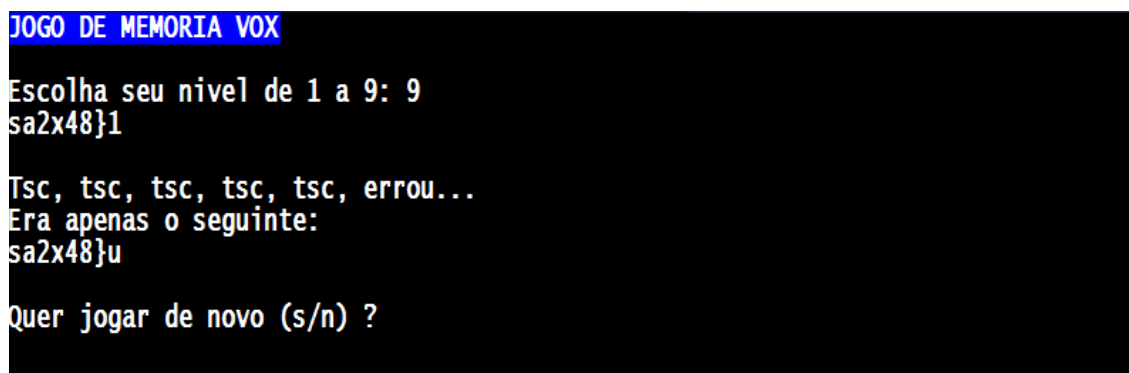 JOGO DE MEMORIA VOX
Escolha seu nivel de 1 a 9: 9
sa2x48}1
Tsc, tsc, tsc, tsc, tsc, errou...
Era apenas o seguinte:
sa2x48}u
Quer jogar de novo (s/n) ?